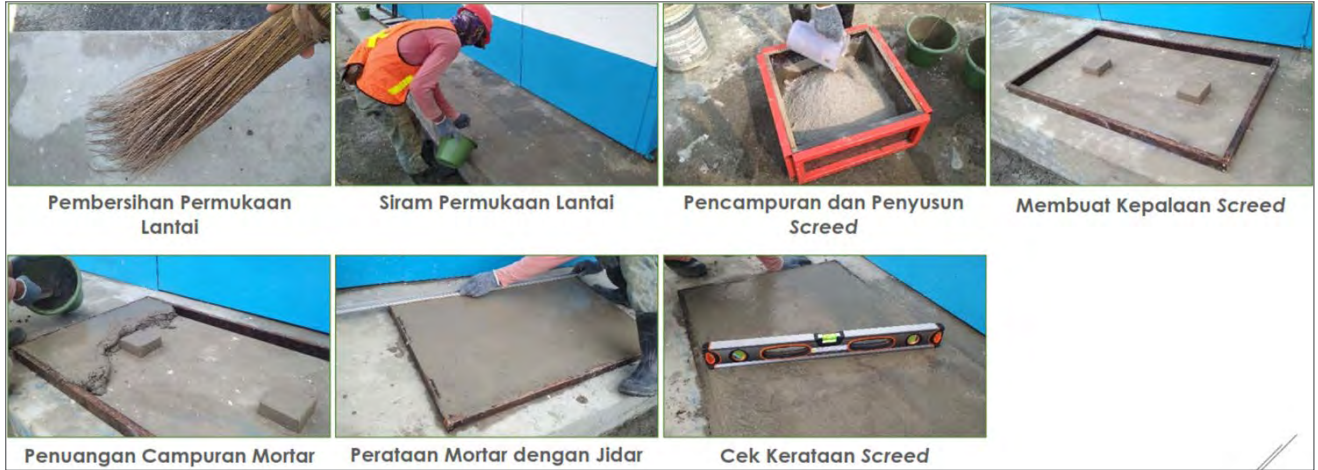 Pembersihan Permukaan
Lantai
Siram Permukaan Lantai
Pencampuran dan Penyusun
Screed
Membuat Kepalaan Screed
Penuangan Campuran Mortar
Perataan Mortar dengan Jidar
Cek Kerataan Screed